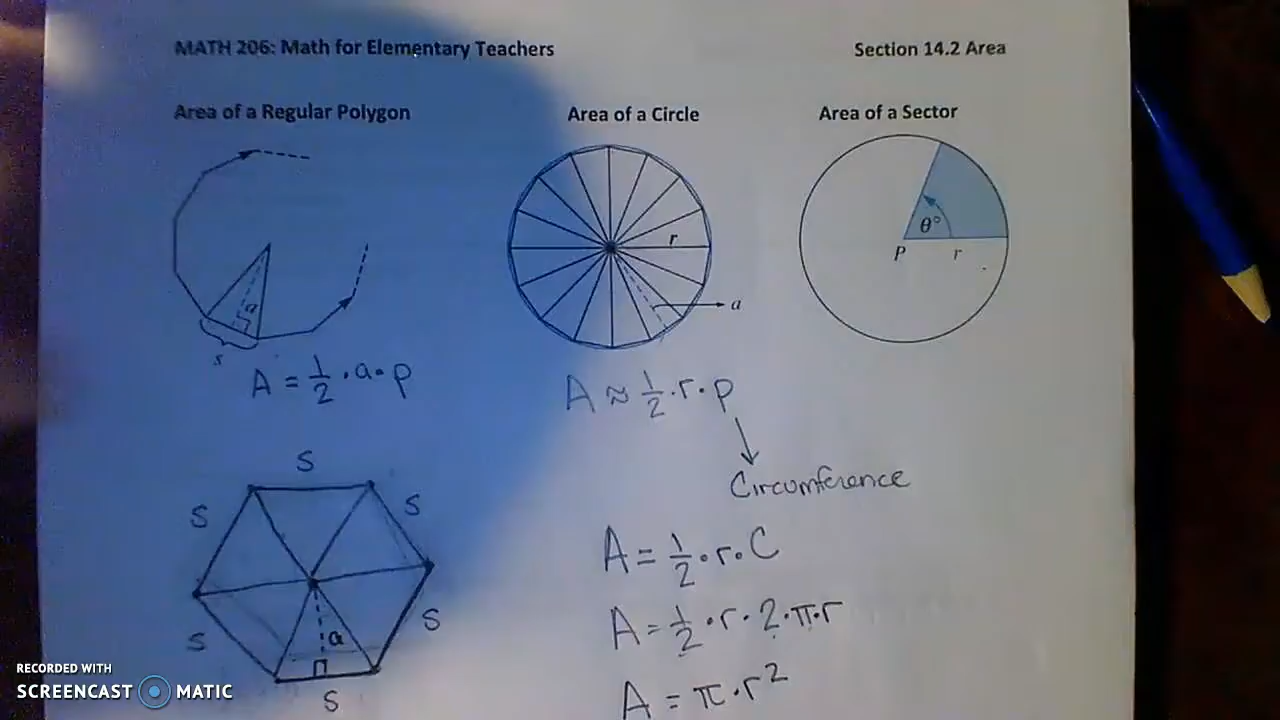 MATH 206: Math for Elementary Teachers
Section 14.2 Area
Area of a Regular Polygon
Area of a Circle
Area of a Sector
a
s
A = 1/2 · a · p
r
a
A ≈ 1/2 · r · p
Circumference
A = 1/2 · r · C
A = 1/2 · r · 2 · π · r
A = π · r²
θ°
P
r
S
S
S
S
S
S
a
RECORDED WITH
SCREENCAST MATIC